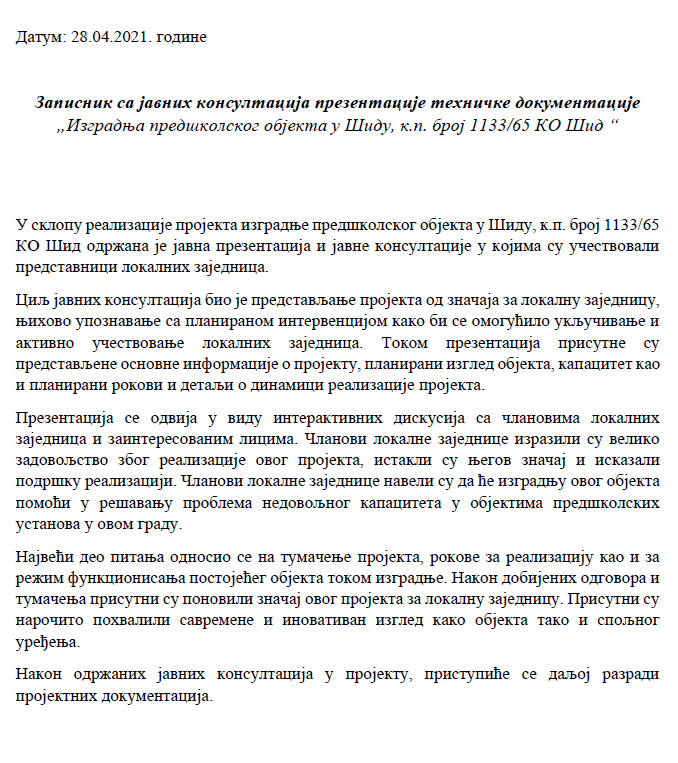 Датум: 28.04.2021. године
Записник са јавних консултација презентације техничке документације
„Изградња предшколског објекта у Шиду, к.п. број 1133/65 КО Шид “
У склопу реализације пројекта изградње предшколског објекта у Шиду, к.п. број 1133/65
КО Шид одржана је јавна презентација и јавне консултације у којима су учествовали
представници локалних заједница.
Циљ јавних консултација био је представљање пројекта од значаја за локалну заједницу,
њихово упознавање са планираном интервенцијом како би се омогућило укључивање и
активно учествовање локалних заједница. Током презентација присутне су
представљене основне информације о пројекту, планирани изглед објекта, капацитет као
и планирани рокови и детаљи о динамици реализације пројекта.
Презентација се одвија у виду интерактивних дискусија са члановима локалних
заједница и заинтересованим лицима. Чланови локалне заједнице изразили су велико
задовољство због реализације овог пројекта, истакли су његов значај и исказали
подршку реализацији. Чланови локалне заједнице навели су да ће изградњу овог објекта
помоћи у решавању проблема недовољног капацитета у објектима предшколских
установа у овом граду.
Највећи део питања односио се на тумачење пројекта, рокове за реализацију као и за
режим функционисања постојећег објекта током изградње. Након добијених одговора и
тумачења присутни су поновили значај овог пројекта за локалну заједницу. Присутни су
нарочито похвалили савремене и иновативан изглед како објекта тако и спољног
уређења.
Након одржаних јавних консултација у пројекту, приступиће се даљој разради
пројектних документација.